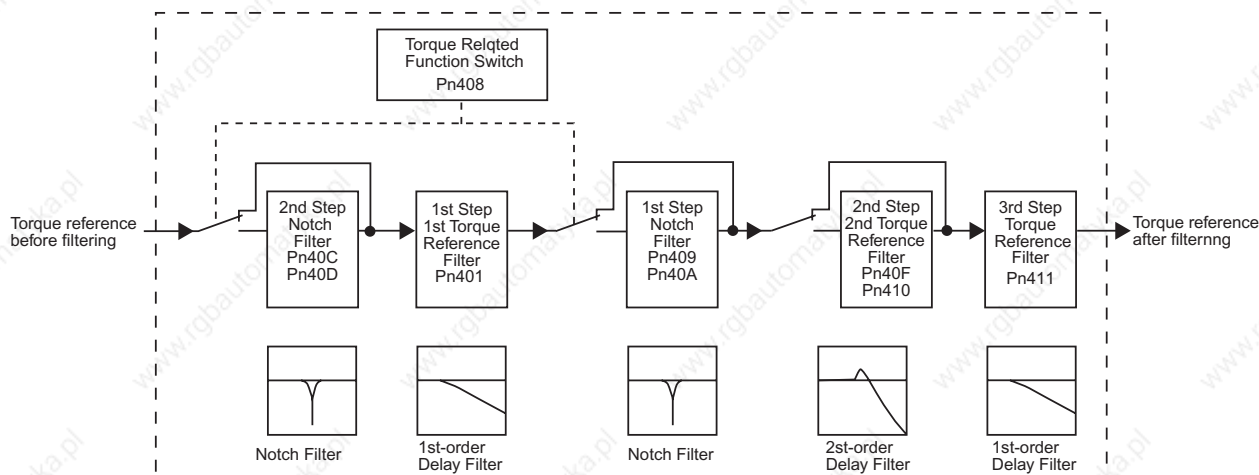 Torque Relqted
Function Switch
Pn408
Torque reference
before filtering
2nd Step
Notch
Filter
Pn40C
Pn40D
1st Step
1st Torque
Reference
Filter
Pn401
1st Step
Notch
Filter
Pn409
Pn40A
2nd Step
2nd Torque
Reference
Filter
Pn40F
Pn410
3rd Step
Torque
Reference
Filter
Pn411
Torque reference
after filternng
Notch Filter
1st-order
Delay Filter
Notch Filter
2st-order
Delay Filter
1st-order
Delay Filter
www.rgbautomatyka.pl